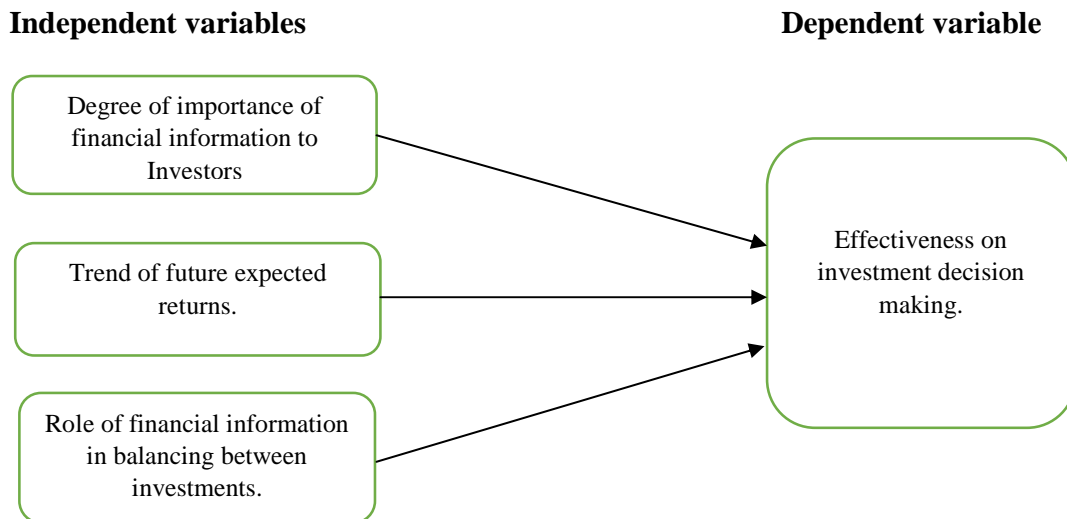 Independent variables
Dependent variable
Degree of importance of
financial information to
Investors
Trend of future expected
returns.
Role of financial information
in balancing between
investments.
Effectiveness on
investment decision
making.